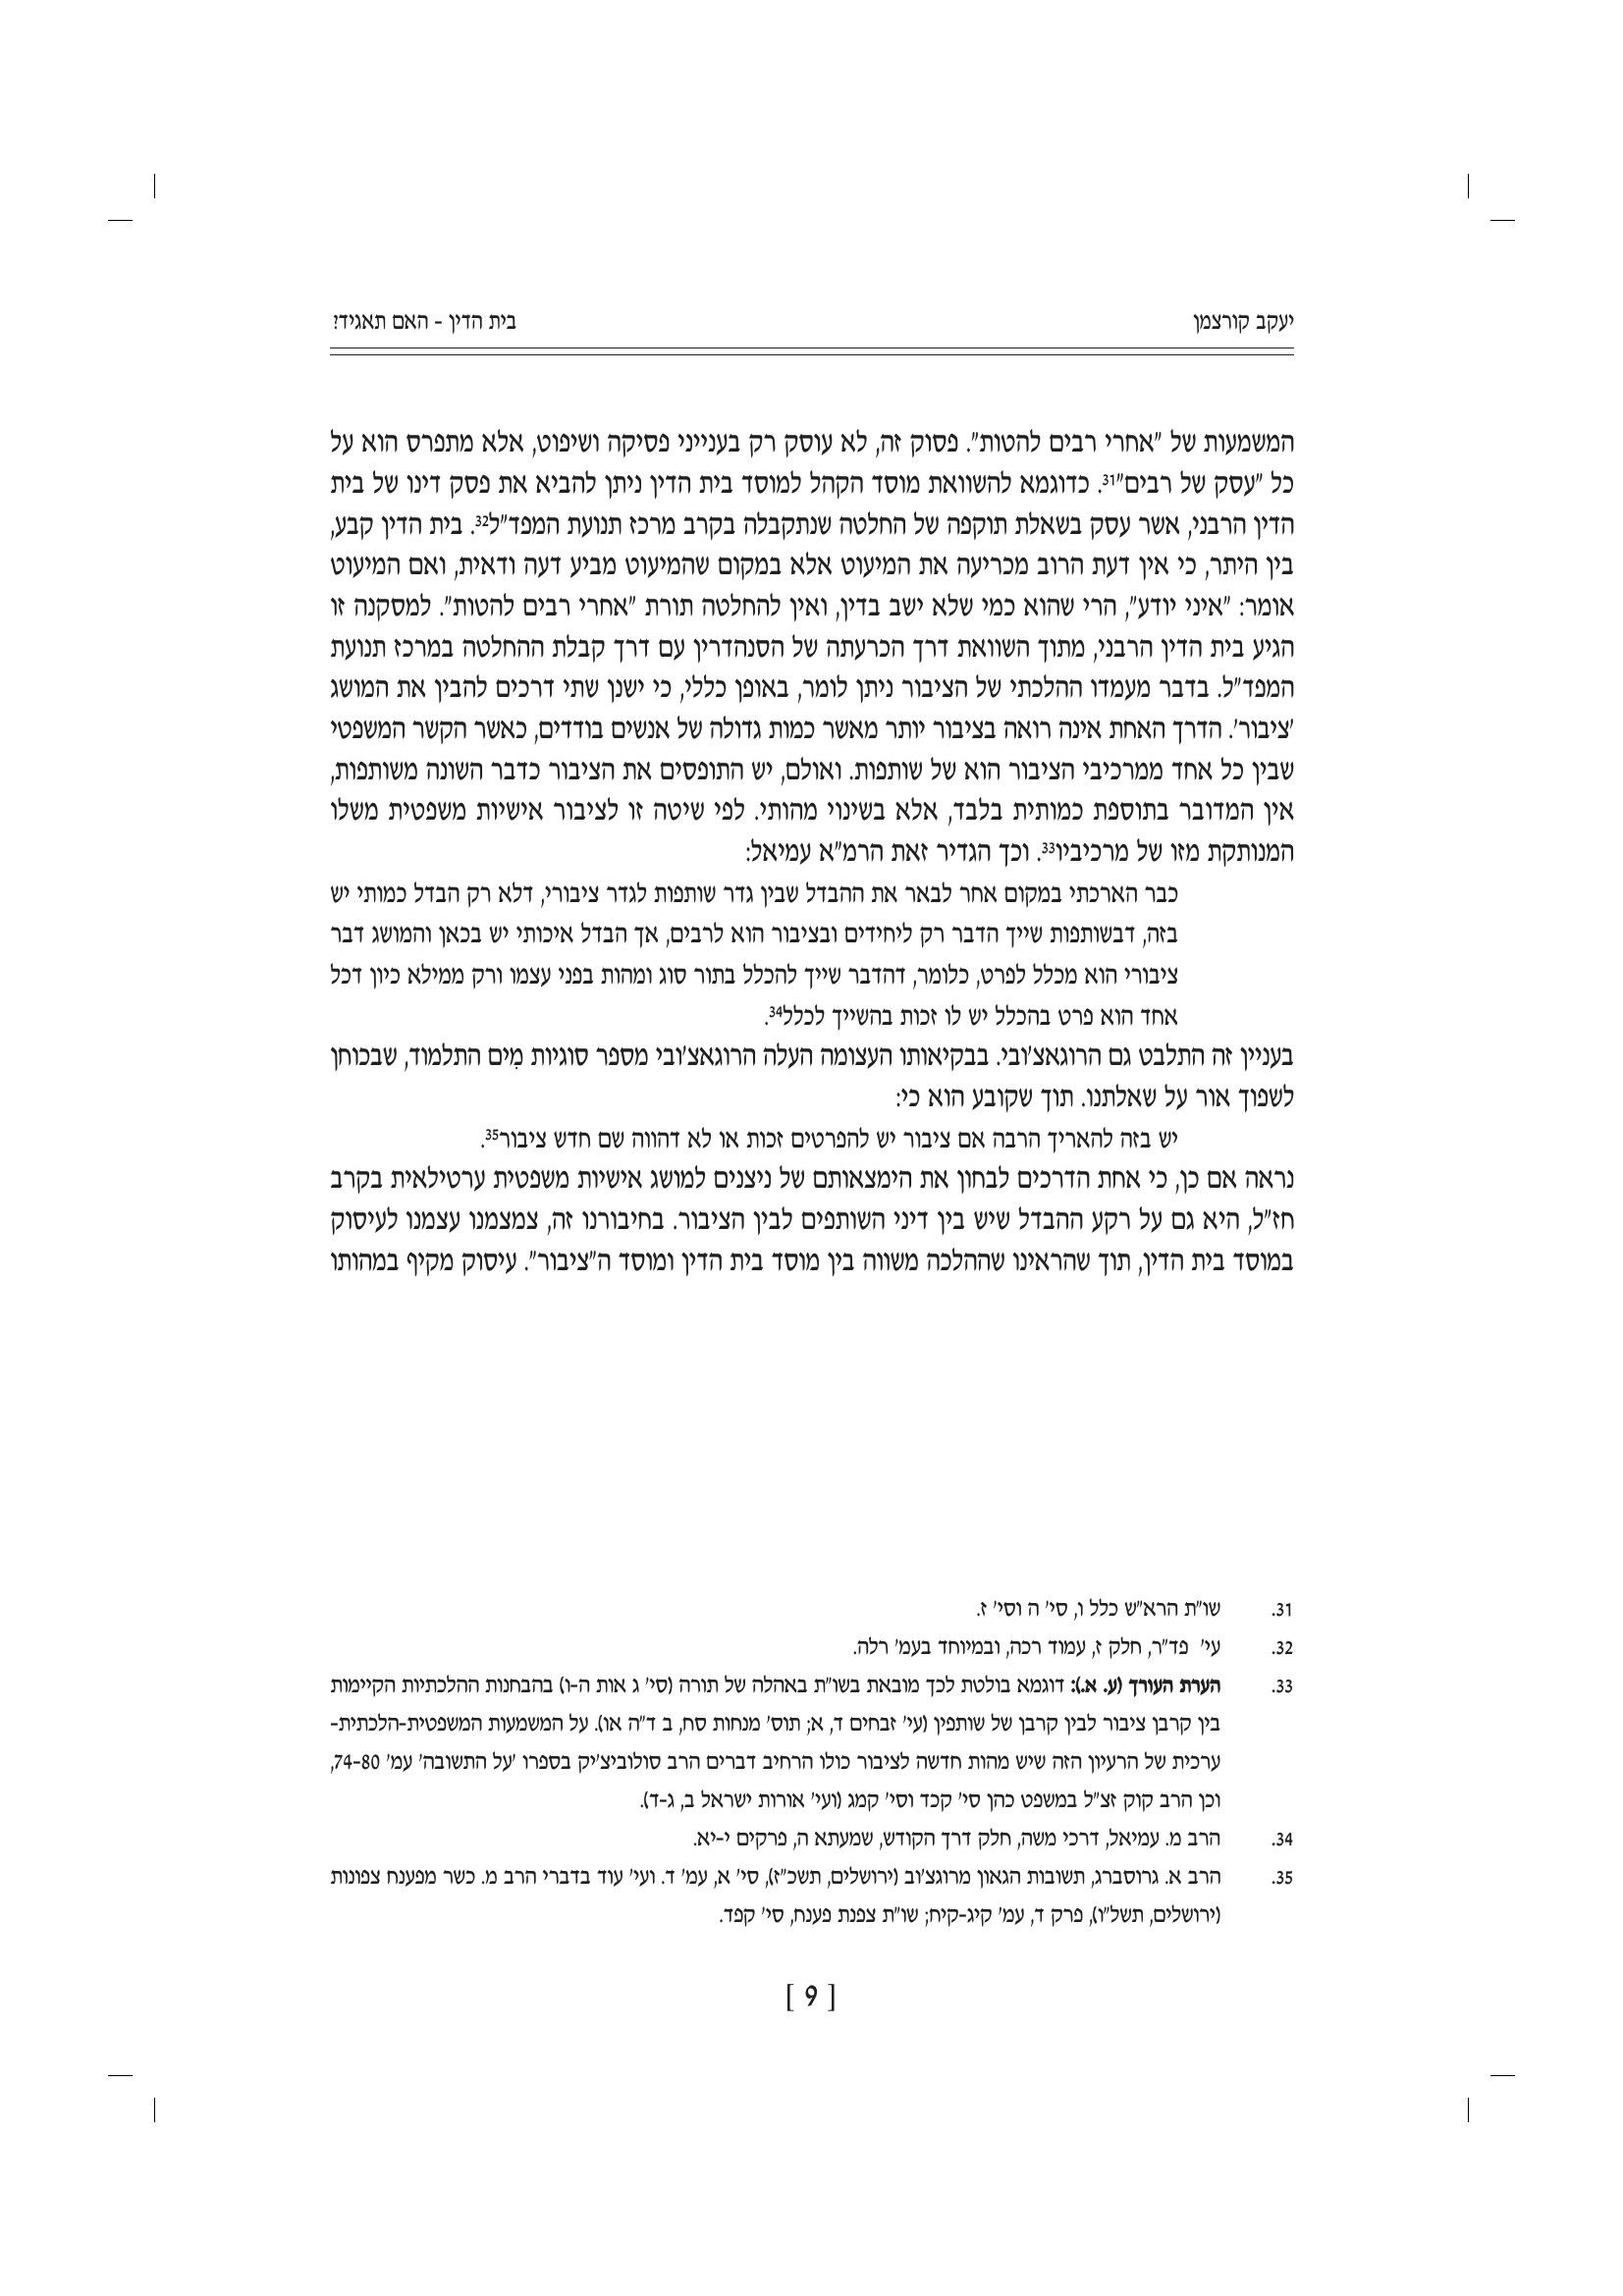 יעקב קורצמן
בית הדין - האם תאגיד?
המשמעות של "אחרי רבים להטות". פסוק זה, לא עוסק רק בענייני פסיקה ושיפוט, אלא מתפרס הוא על
כל "עסק של רבים"31. כדוגמא להשוואת מוסד הקהל למוסד בית הדין ניתן להביא את פסק דינו של בית
הדין הרבני, אשר עסק בשאלת תוקפה של החלטה שנתקבלה בקרב מרכז תנועת המפד"ל32. בית הדין קבע,
בין היתר, כי אין דעת הרוב מכריעה את המיעוט אלא במקום שהמיעוט מביע דעה ודאית, ואם המיעוט
אומר: "איני יודע", הרי שהוא כמי שלא ישב בדין, ואין להחלטה תורת "אחרי רבים להטות". למסקנה זו
הגיע בית הדין הרבני, מתוך השוואת דרך הכרעתה של הסנהדרין עם דרך קבלת ההחלטה במרכז תנועת
המפד"ל. בדבר מעמדו ההלכתי של הציבור ניתן לומר, באופן כללי, כי ישנן שתי דרכים להבין את המושג
'ציבור'. הדרך האחת אינה רואה בציבור יותר מאשר כמות גדולה של אנשים בודדים, כאשר הקשר המשפטי
שבין כל אחד ממרכיבי הציבור הוא של שותפות. ואולם, יש התופסים את הציבור כדבר השונה משותפות,
אין המדובר בתוספת כמותית בלבד, אלא בשינוי מהותי. לפי שיטה זו לציבור אישיות משפטית משלו
המנותקת מזו של מרכיביו33. וכך הגדיר זאת הרמ"א עמיאל:
כבר הארכתי במקום אחר לבאר את ההבדל שבין גדר שותפות לגדר ציבורי, דלא רק הבדל כמותי יש
בזה, דבשותפות שייך הדבר רק ליחידים ובציבור הוא לרבים, אך הבדל איכותי יש בכאן והמושג דבר
ציבורי הוא מכלל לפרט, כלומר, דהדבר שייך להכלל בתור סוג ומהות בפני עצמו ורק ממילא כיון דכל
אחד הוא פרט בהכלל יש לו זכות בהשייך לכלל34.
בעניין זה התלבט גם הרוגאצ'ובי. בבקיאותו העצומה העלה הרוגאצ'ובי מספר סוגיות מִים התלמוד, שבכוחן
לשפוך אור על שאלתנו. תוך שקובע הוא כי:
יש בזה להאריך הרבה אם ציבור יש להפרטים זכות או לא דהווה שם חדש ציבור35.
נראה אם כן, כי אחת הדרכים לבחון את הימצאותם של ניצנים למושג אישיות משפטית ערטילאית בקרב
חז"ל, היא גם על רקע ההבדל שיש בין דיני השותפים לבין הציבור. בחיבורנו זה, צמצמנו עצמנו לעיסוק
במוסד בית הדין, תוך שהראינו שההלכה משווה בין מוסד בית הדין ומוסד ה"ציבור". עיסוק מקיף במהותו
31. שו"ת הרא"ש כלל ו, סי' ה וסי' ז.
32. עי' פד"ר, חלק ז, עמוד רכה, ובמיוחד בעמ' רלה.
33. הערת העורך (ע. א.): דוגמא בולטת לכך מובאת בשו"ת באהלה של תורה (סי' ג אות ה-ו) בהבחנות ההלכתיות הקיימות
בין קרבן ציבור לבין קרבן של שותפין (עי' זבחים ד, א; תוס' מנחות סח, ב ד"ה או). על המשמעות המשפטית-הלכתית-
ערכית של הרעיון הזה שיש מהות חדשה לציבור כולו הרחיב דברים הרב סולוביצ'יק בספרו 'על התשובה' עמ' 74-80,
וכן הרב קוק זצ"ל במשפט כהן סי' קכד וסי' קמג (ועי' אורות ישראל ב, ג-ד).
34. הרב מ. עמיאל, דרכי משה, חלק דרך הקודש, שמעתא ה, פרקים י-יא.
35. הרב א. גרוסברג, תשובות הגאון מרוגצ'וב (ירושלים, תשכ"ז), סי' א, עמ' ד. ועי' עוד בדברי הרב מ. כשר מפענח צפונות
(ירושלים, תשל"ו), פרק ד, עמ' קיג-קיח; שו"ת צפנת פענח, סי' קפד.
[ 9 ]